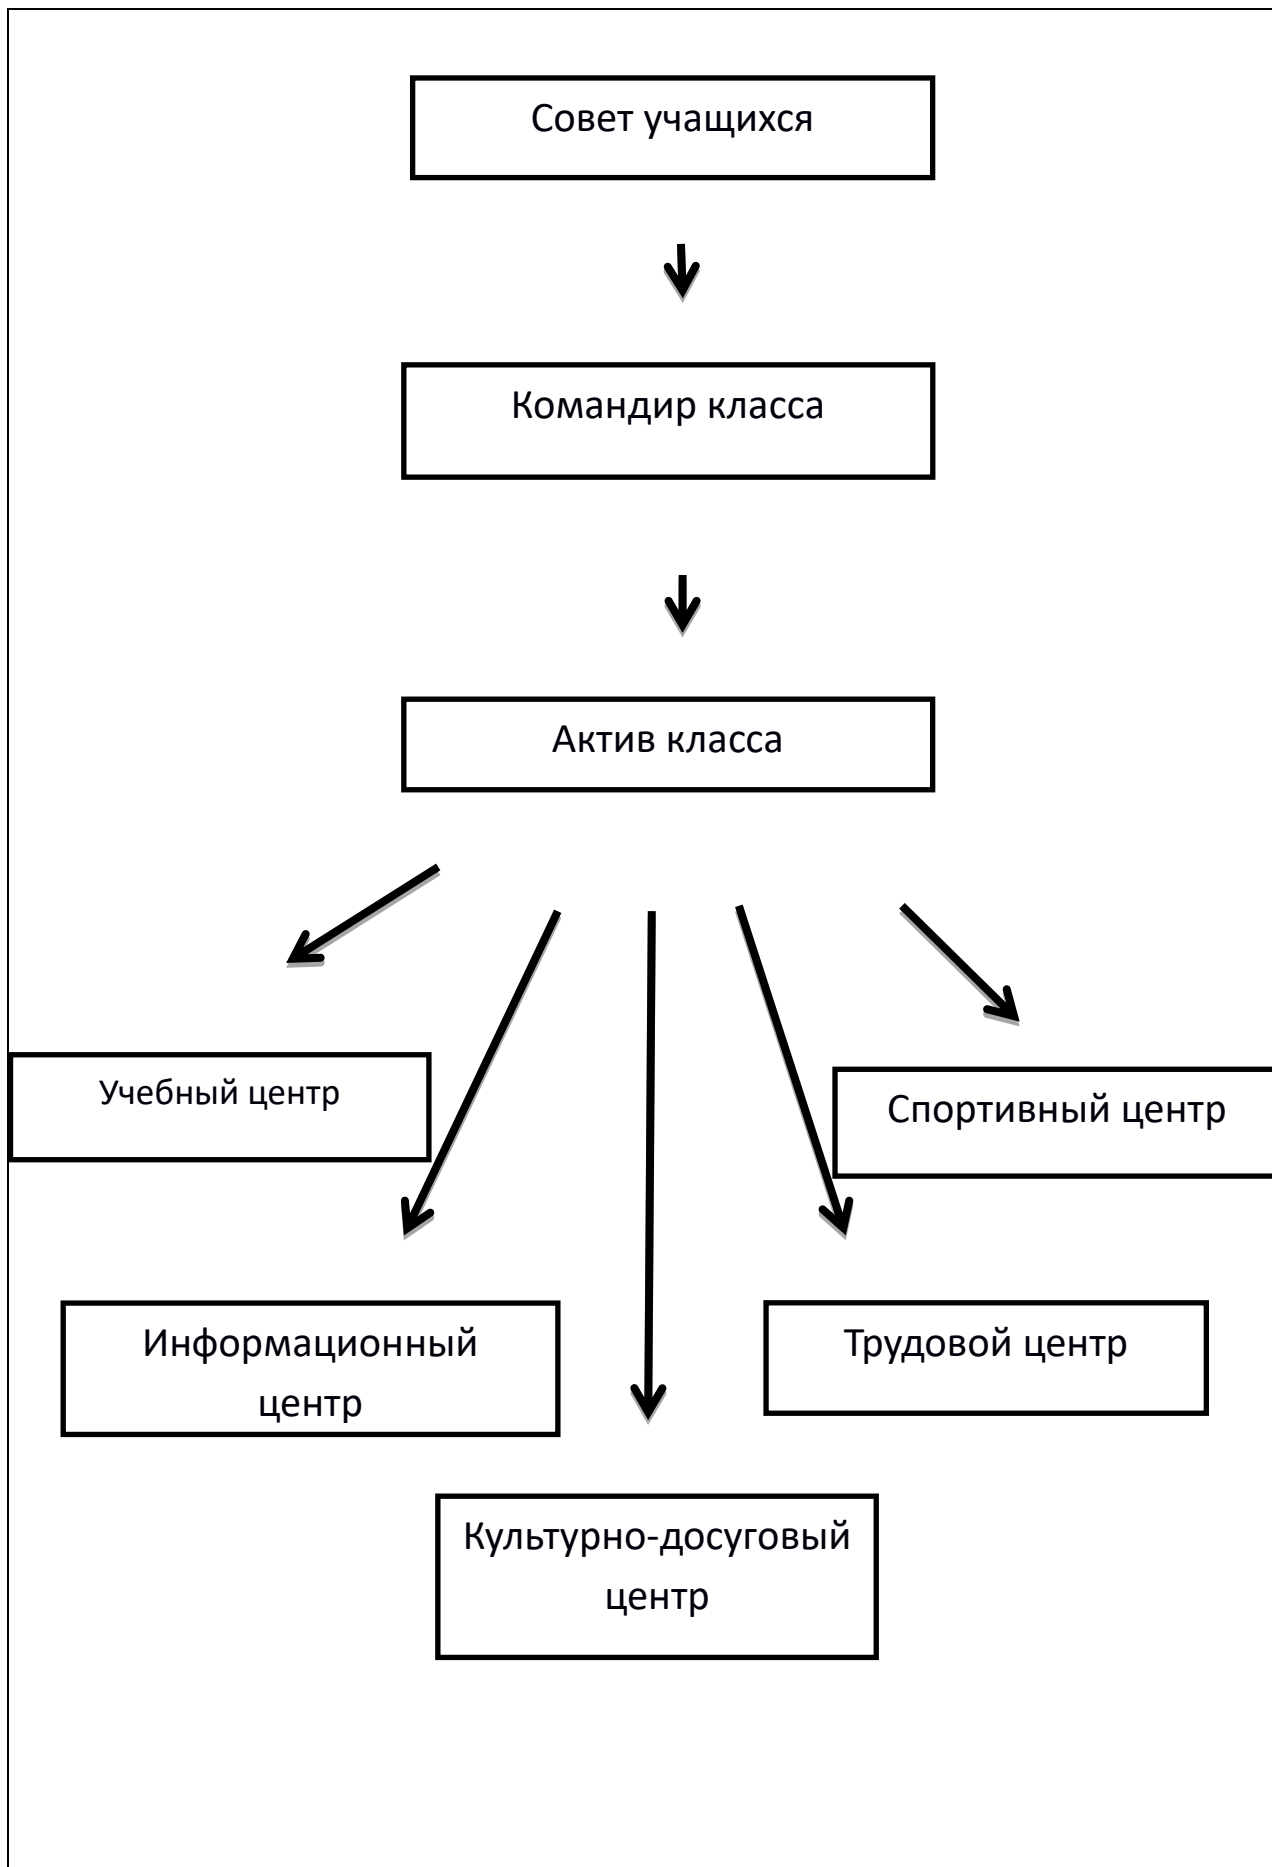 Совет учащихся
Командир класса
Актив класса
Учебный центр
Спортивный центр
Информационный
центр
Трудовой центр
Культурно-досуговый
центр